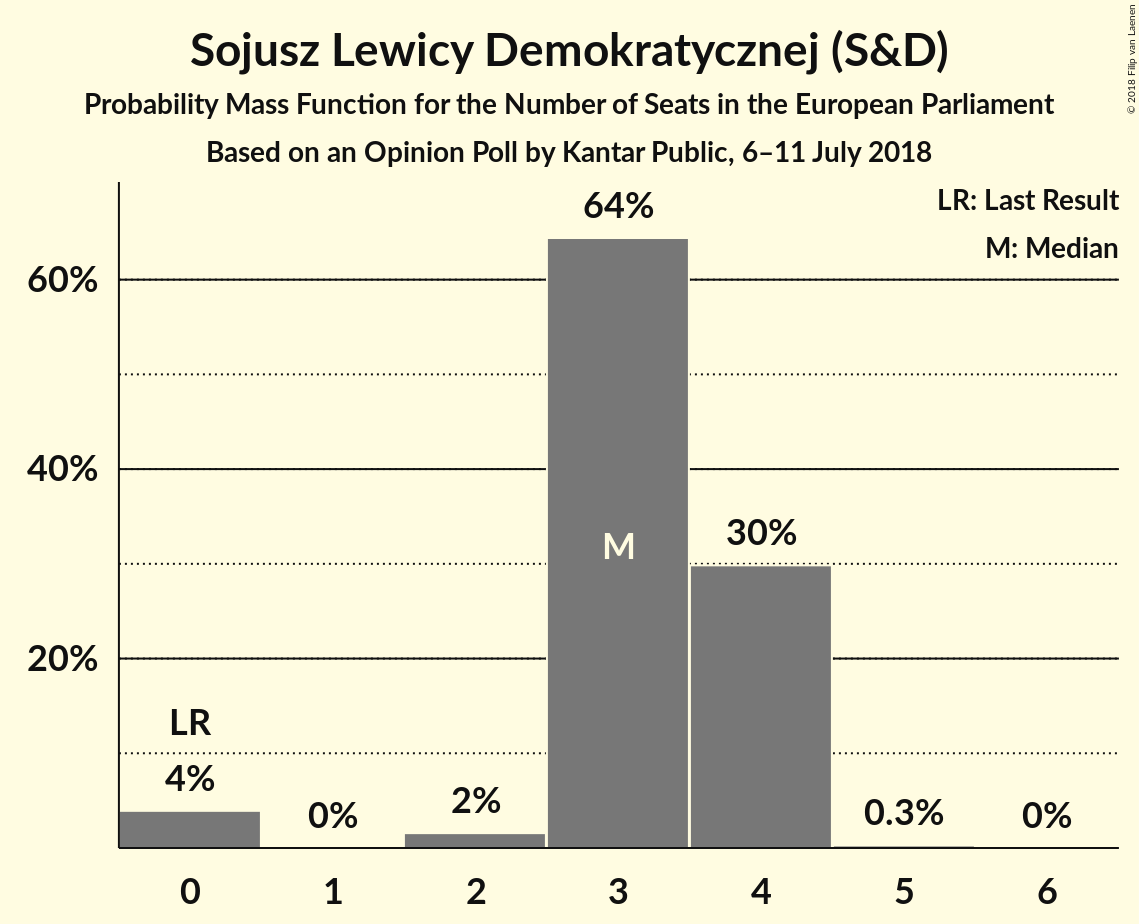 Sojusz Lewicy Demokratycznej (S&D)
Probability Mass Function for the Number of Seats in the European Parliament
Based on an Opinion Poll by Kantar Public, 6–11 July 2018
© 2018 Filip van Laenen
LR: Last Result
M: Median
64%
60%
40%
M
30%
20%
LR
4%
0%
2%
0.3%
0%
0 1 2 3 4 5 6